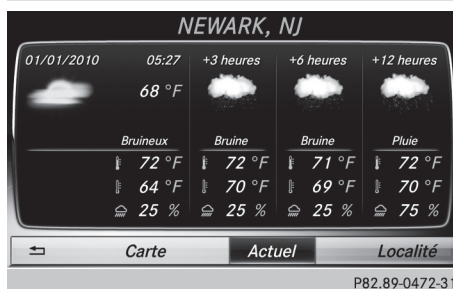 NEWARK, NJ
01/01/2010 05:27 +3 heures +6 heures +12 heures
68 °F
Bruineux Bruine Bruine Pluie
72 °F 72 °F 71 °F 72 °F
64 °F 70 °F 69 °F 70 °F
25 % 25 % 25 % 75 %
Carte Actuel Localité
P82.89-0472-31